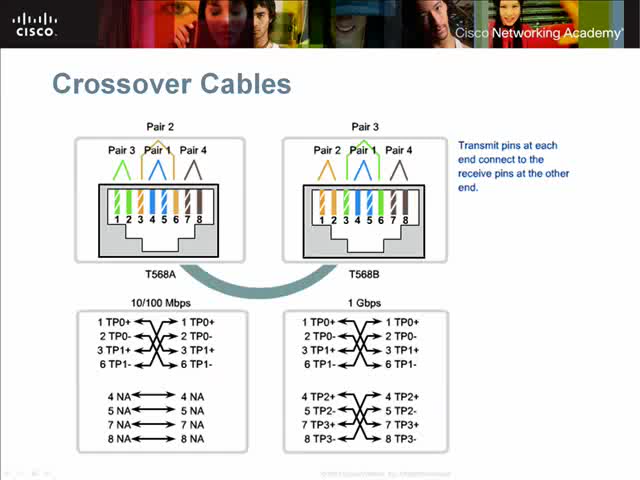 CISCO
Cisco Networking Academy
Crossover Cables
Pair 2
Pair 3 Pair 1 Pair 4
1 2 3 4 5 6 7 8
T568A
Pair 3
Pair 2 Pair 1 Pair 4
1 2 3 4 5 6 7 8
T568B
Transmit pins at each
end connect to the
receive pins at the other
end.
10/100 Mbps
1 TP0+ 1 TP0+
2 TP0- 2 TP0-
3 TP1+ 3 TP1+
6 TP1- 6 TP1-
4 NA 4 NA
5 NA 5 NA
7 NA 7 NA
8 NA 8 NA
1 Gbps
1 TP0+ 1 TP0+
2 TP0- 2 TP0-
3 TP1+ 3 TP1+
6 TP1- 6 TP1-
4 TP2+ 4 TP2+
5 TP2- 5 TP2-
7 TP3+ 7 TP3+
8 TP3- 8 TP3-